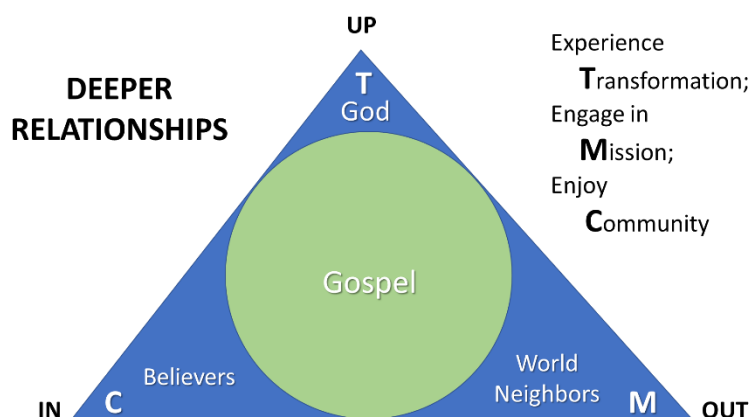 UP
DEEPER
RELATIONSHIPS
Experience
Transformation;
Engage in
Mission;
Enjoy
Community
T
God
Gospel
Believers
World
Neighbors
IN
C
M
OUT